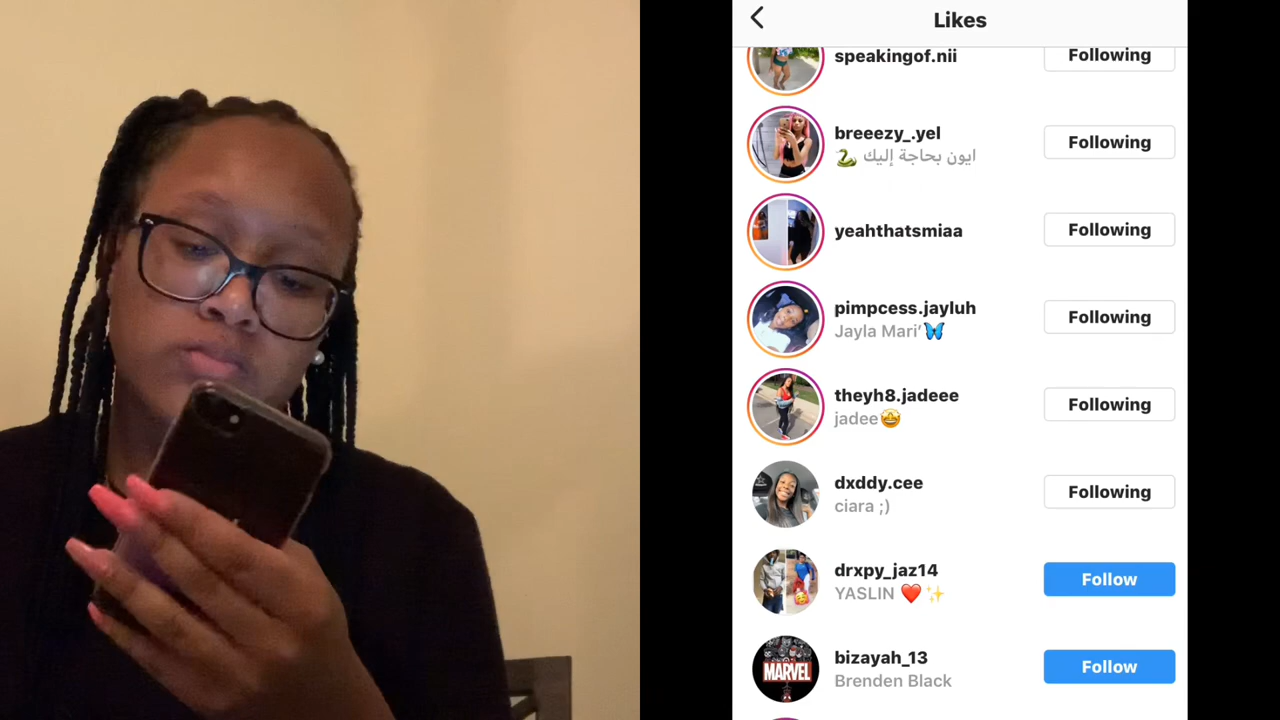 Likes
speakingof.nii
Following
breeezy_.yel
Following
ايون بحاجة إليك 🐍
yeahthatsmiaa
Following
pimpcess.jayluh
Following
Jayla Mari’🦋
theyh8.jadeee
Following
jadee🤩
dxddy.cee
Following
ciara ;)
drxpy_jaz14
Follow
YASLIN ❤️✨
bizayah_13
Follow
MARVEL
Brenden Black